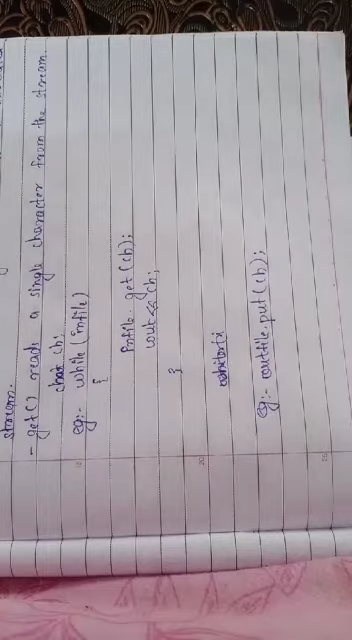 stream.
- get() reads a single character from the stream.
char ch;
eg:- while (infile)
{
infile. get (ch);
cout << ch;
}
eg:- outfile.put (ch);